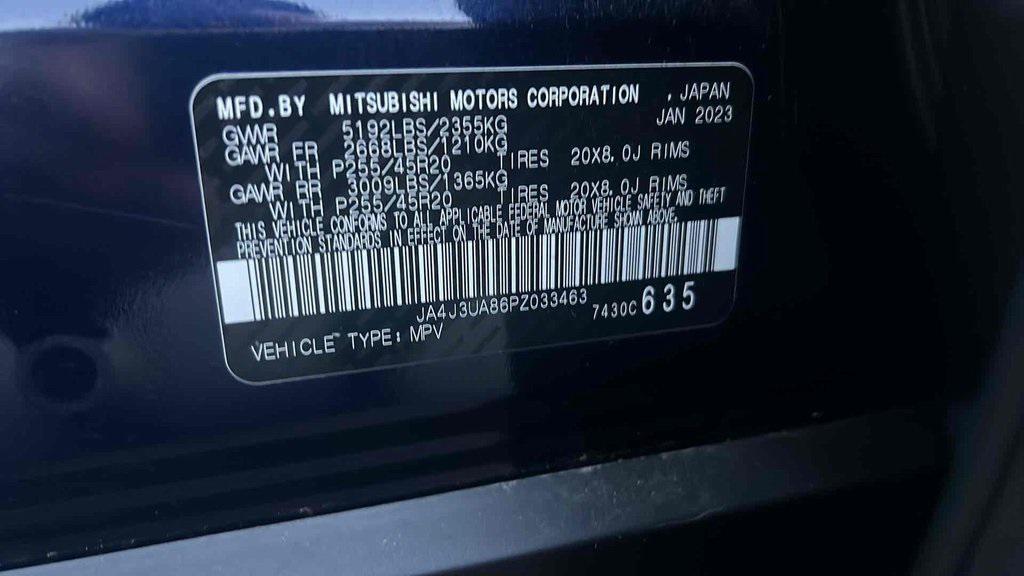 MFD.BY MITSUBISHI MOTORS CORPORATION , JAPAN
JAN 2023
GVWR 5192LBS/2355KG
GAWR FR 2668LBS/1210KG
WITH P255/45R20 TIRES 20X8.0J RIMS
GAWR RR 3009LBS/1365KG
WITH P255/45R20 TIRES 20X8.0J RIMS
THIS VEHICLE CONFORMS TO ALL APPLICABLE FEDERAL MOTOR VEHICLE SAFETY AND THEFT
PREVENTION STANDARDS IN EFFECT ON THE DATE OF MANUFACTURE SHOWN ABOVE.
JA4J3UA86PZ033463 7430C 635
VEHICLE TYPE: MPV